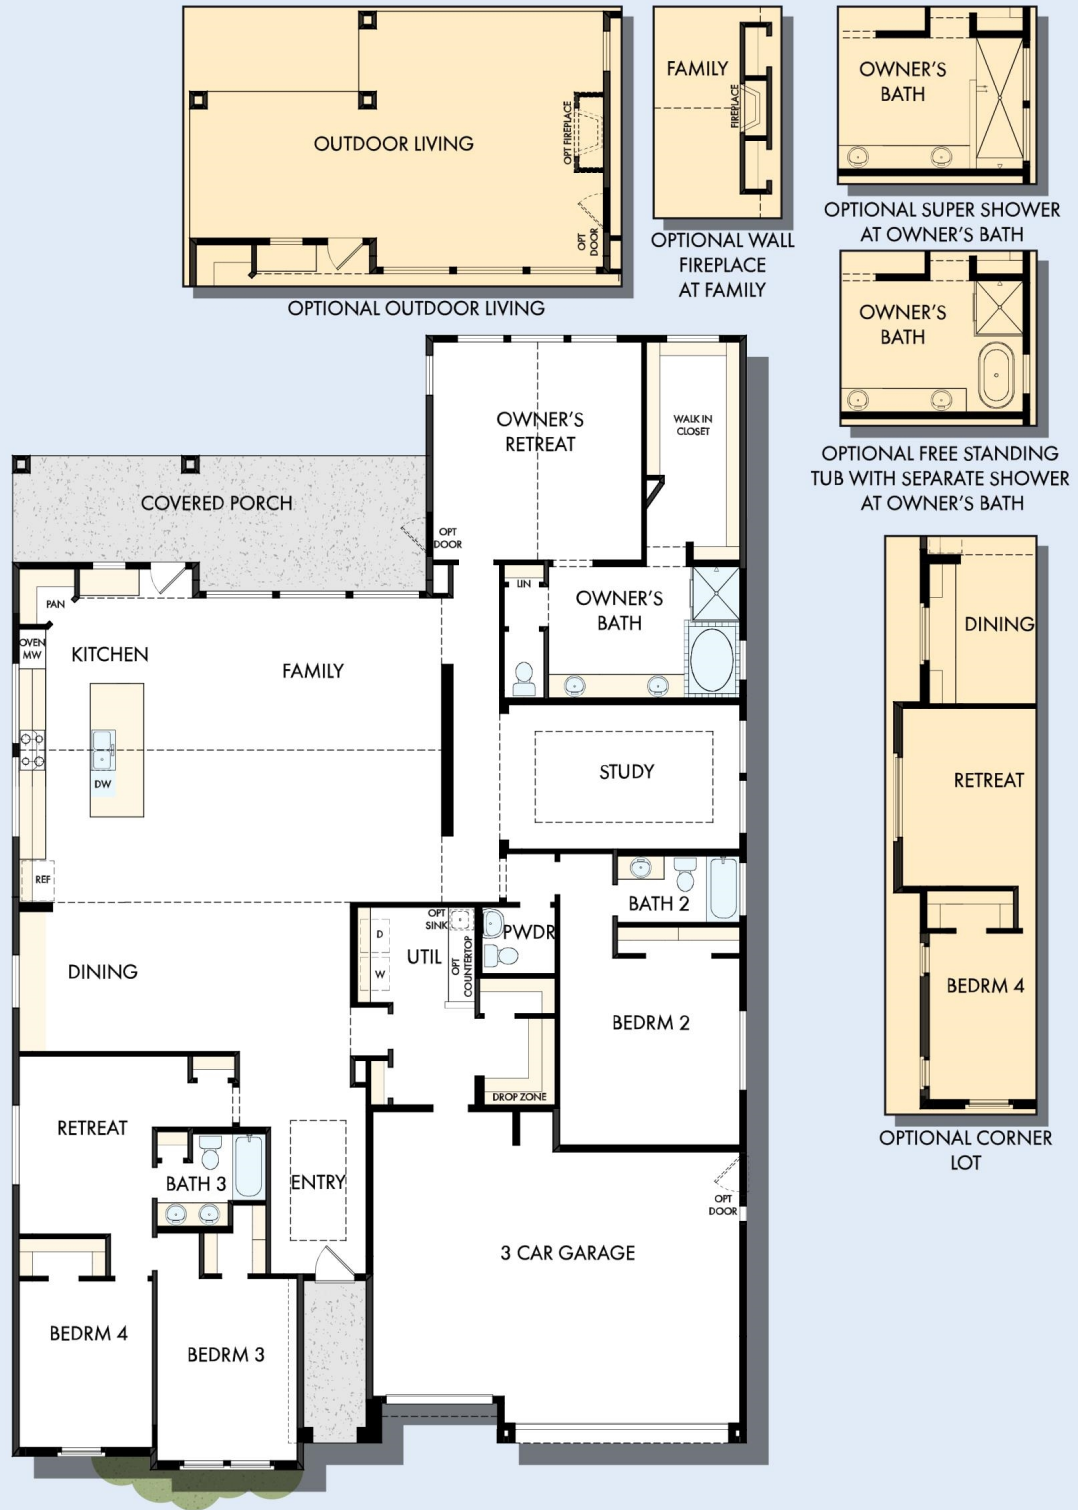 OUTDOOR LIVING
OPT FIREPLACE
OPT
DOOR
OPTIONAL OUTDOOR LIVING
FAMILY
FIREPLACE
OPTIONAL WALL
FIREPLACE
AT FAMILY
OWNER'S
BATH
OPTIONAL SUPER SHOWER
AT OWNER'S BATH
OWNER'S
BATH
OPTIONAL FREE STANDING
TUB WITH SEPARATE SHOWER
AT OWNER'S BATH
OWNER'S
RETREAT
WALK IN
CLOSET
COVERED PORCH
OPT
DOOR
PAN
LIN
OWNER'S
BATH
OVEN
MW
KITCHEN
FAMILY
DW
STUDY
REF
BATH 2
OPT
SINK
D
W
UTIL
OPT
COUNTERTOP
PWDR
DINING
BEDRM 2
DROP ZONE
RETREAT
BATH 3
ENTRY
OPT
DOOR
3 CAR GARAGE
BEDRM 4
BEDRM 3
DINING
RETREAT
BEDRM 4
OPTIONAL CORNER
LOT